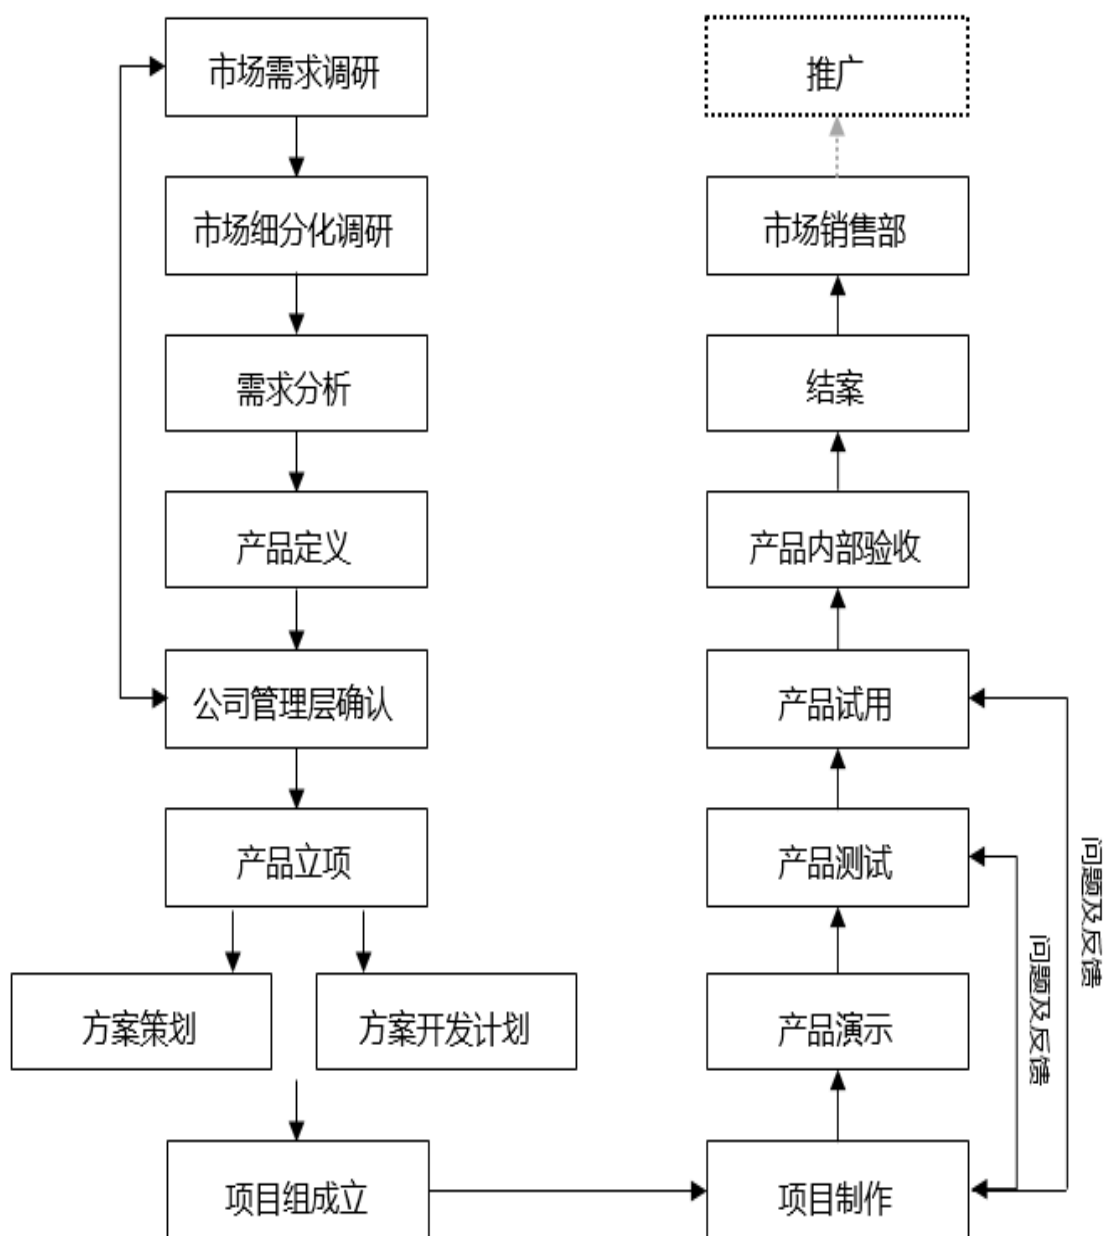 市场需求调研
市场细分化调研
需求分析
产品定义
公司管理层确认
产品立项
方案策划
方案开发计划
项目组成立
项目制作
产品演示
产品测试
产品试用
产品内部验收
结案
市场销售部
推广
问题及反馈
问题及反馈